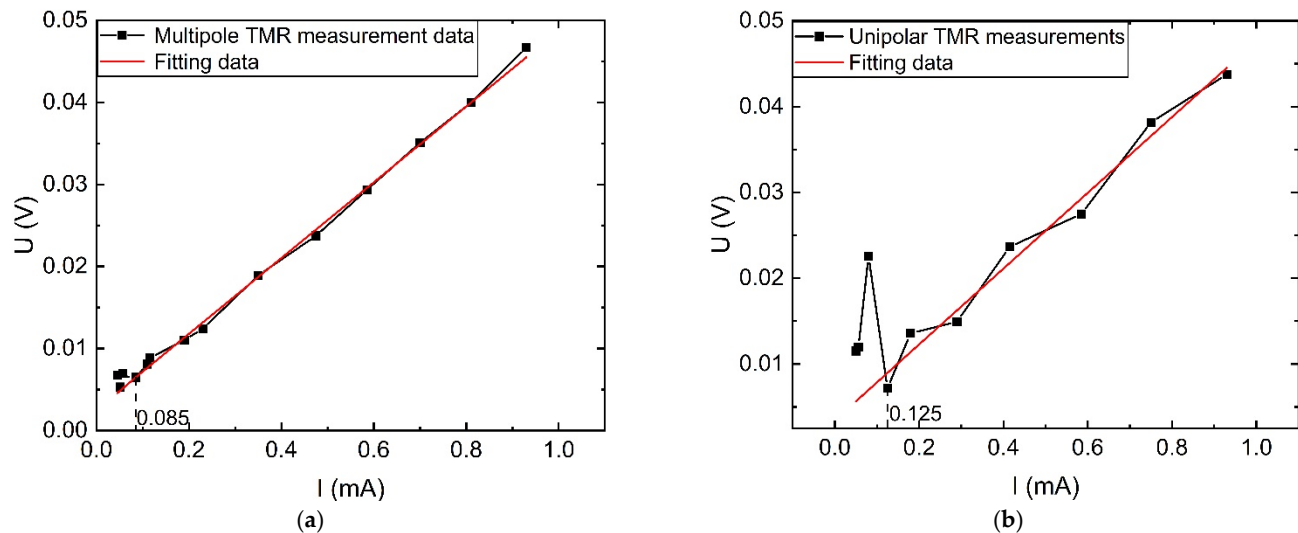 Multipole TMR measurement data
Fitting data
U (V)
0.05
0.04
0.03
0.02
0.01
0.00
0.085
0.0 0.2 0.4 0.6 0.8 1.0
I (mA)
(a)
Unipolar TMR measurements
Fitting data
U (V)
0.05
0.04
0.03
0.02
0.01
0.125
0.0 0.2 0.4 0.6 0.8 1.0
I (mA)
(b)